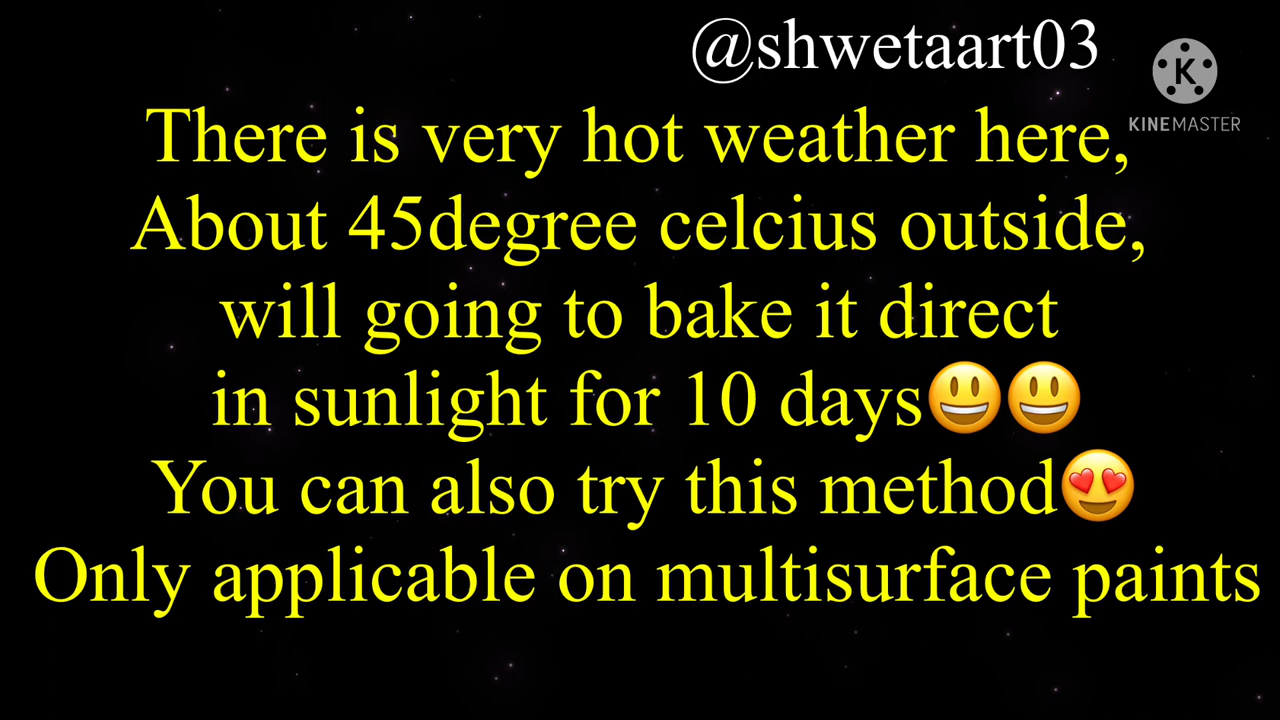 @shwetaart03
KINEMASTER
There is very hot weather here,
About 45degree celcius outside,
will going to bake it direct
in sunlight for 10 days😃😃
You can also try this method😍
Only applicable on multisurface paints